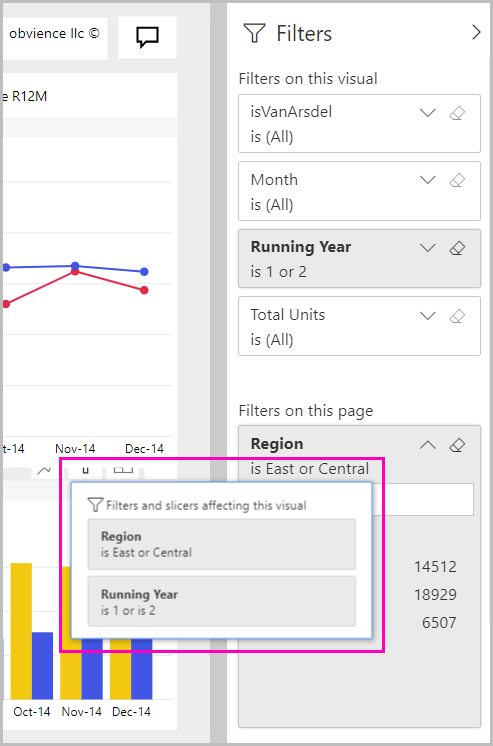 obvience llc ©
e R12M
t-14 Nov-14 Dec-14
Oct-14 Nov-14 Dec-14
Filters
Filters on this visual
isVanArsdel
is (All)
Month
is (All)
Running Year
is 1 or 2
Total Units
is (All)
Filters on this page
Region
is East or Central
14512
18929
6507
Filters and slicers affecting this visual
Region
is East or Central
Running Year
is 1 or is 2